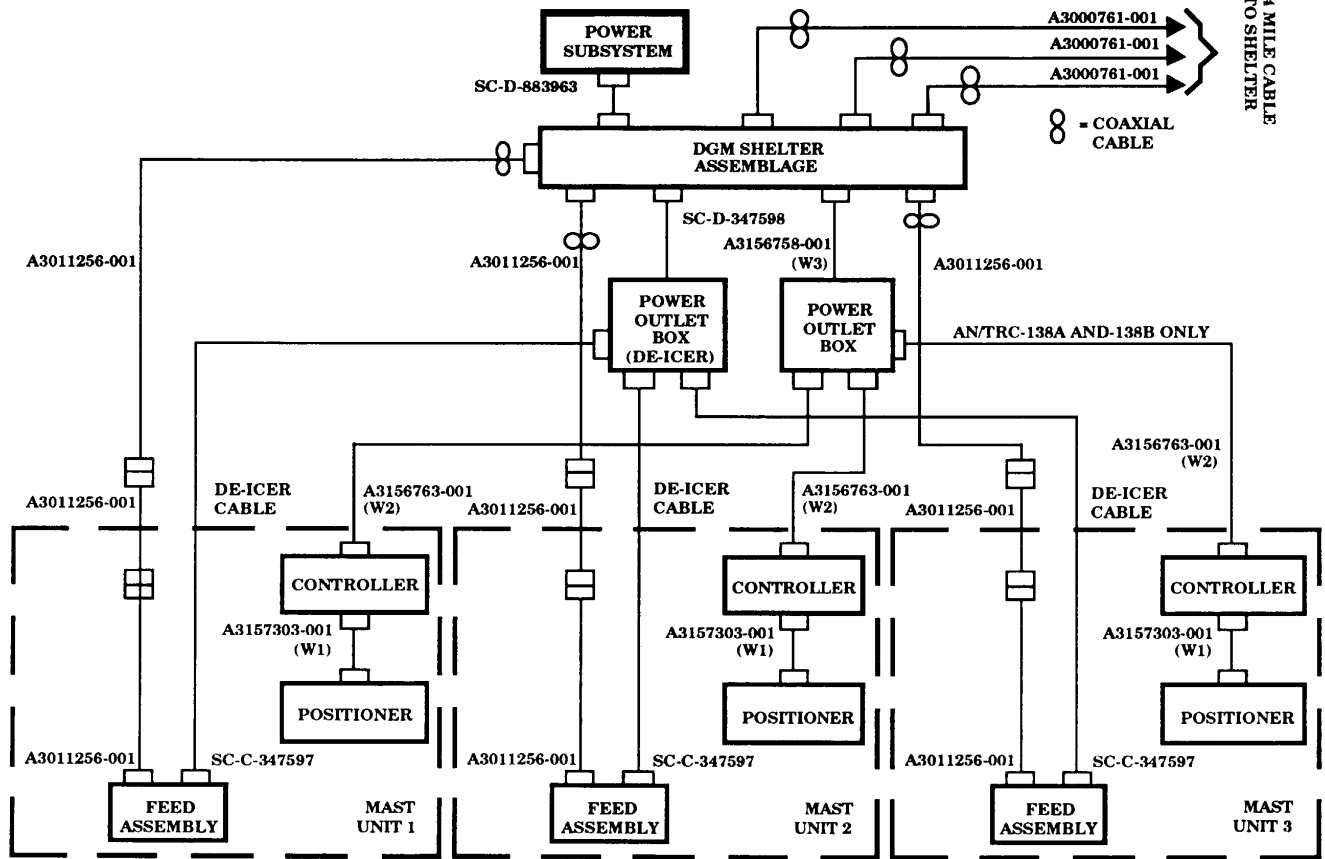 POWER
SUBSYSTEM
SC-D-883963
A3000761-001
A3000761-001
A3000761-001
4 MILE CABLE
TO SHELTER
= COAXIAL
CABLE
DGM SHELTER
ASSEMBLAGE
A3011256-001
A3011256-001
SC-D-347598
A3156758-001
(W3)
A3011256-001
POWER
OUTLET
BOX
(DE-ICER)
POWER
OUTLET
BOX
AN/TRC-138A AND-138B ONLY
A3156763-001
(W2)
A3011256-001
DE-ICER
CABLE
A3156763-001
(W2)
A3011256-001
DE-ICER
CABLE
A3156763-001
(W2)
A3011256-001
DE-ICER
CABLE
CONTROLLER
A3157303-001
(W1)
POSITIONER
A3011256-001
SC-C-347597
FEED
ASSEMBLY
MAST
UNIT 1
CONTROLLER
A3157303-001
(W1)
POSITIONER
A3011256-001
SC-C-347597
FEED
ASSEMBLY
MAST
UNIT 2
CONTROLLER
A3157303-001
(W1)
POSITIONER
A3011256-001
SC-C-347597
FEED
ASSEMBLY
MAST
UNIT 3